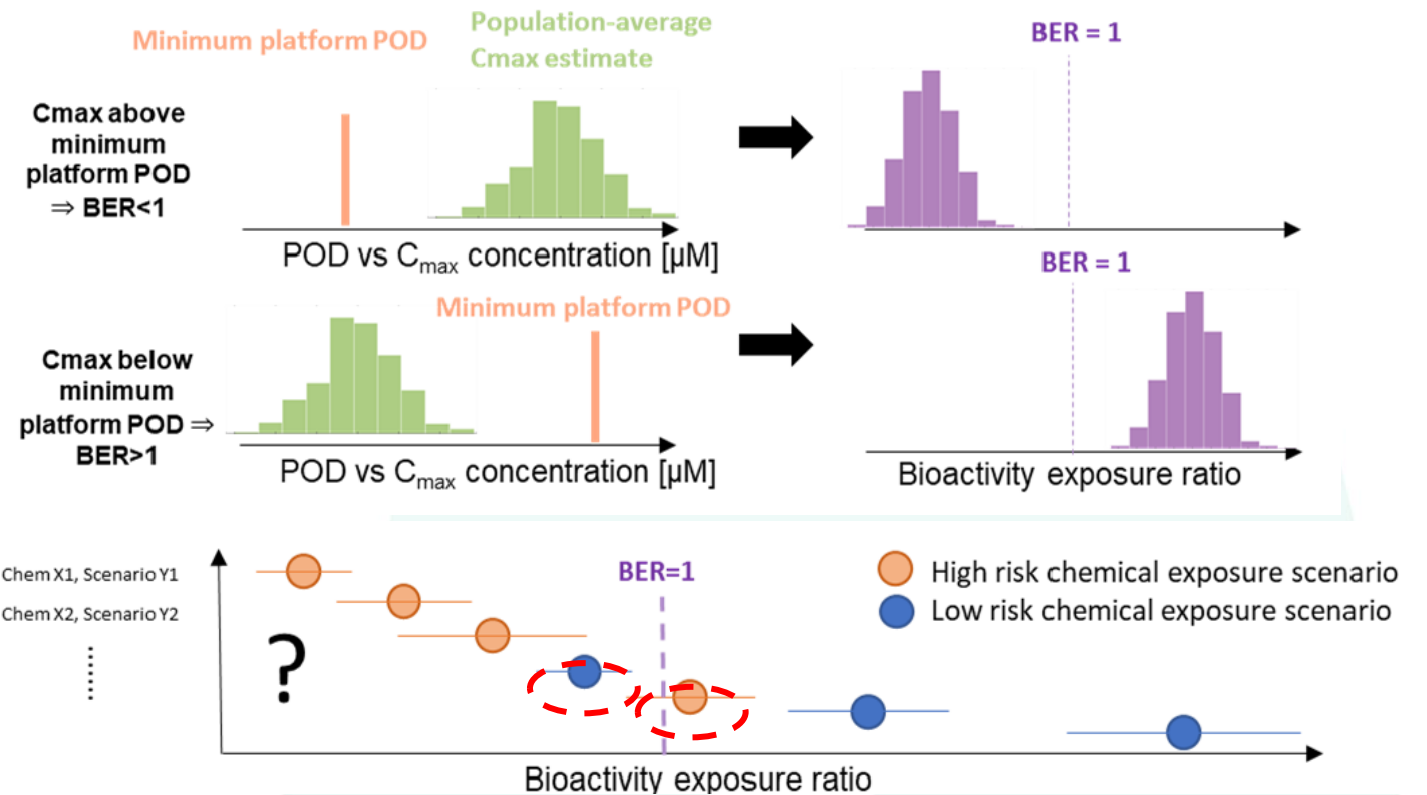 Minimum platform POD
Population-average
Cmax estimate
BER = 1
Cmax above
minimum
platform POD
⇒ BER<1
POD vs Cmax concentration [µM]
BER = 1
Minimum platform POD
Cmax below
minimum
platform POD ⇒
BER>1
POD vs Cmax concentration [µM]
Bioactivity exposure ratio
Chem X1, Scenario Y1
Chem X2, Scenario Y2
?
BER=1
High risk chemical exposure scenario
Low risk chemical exposure scenario
Bioactivity exposure ratio